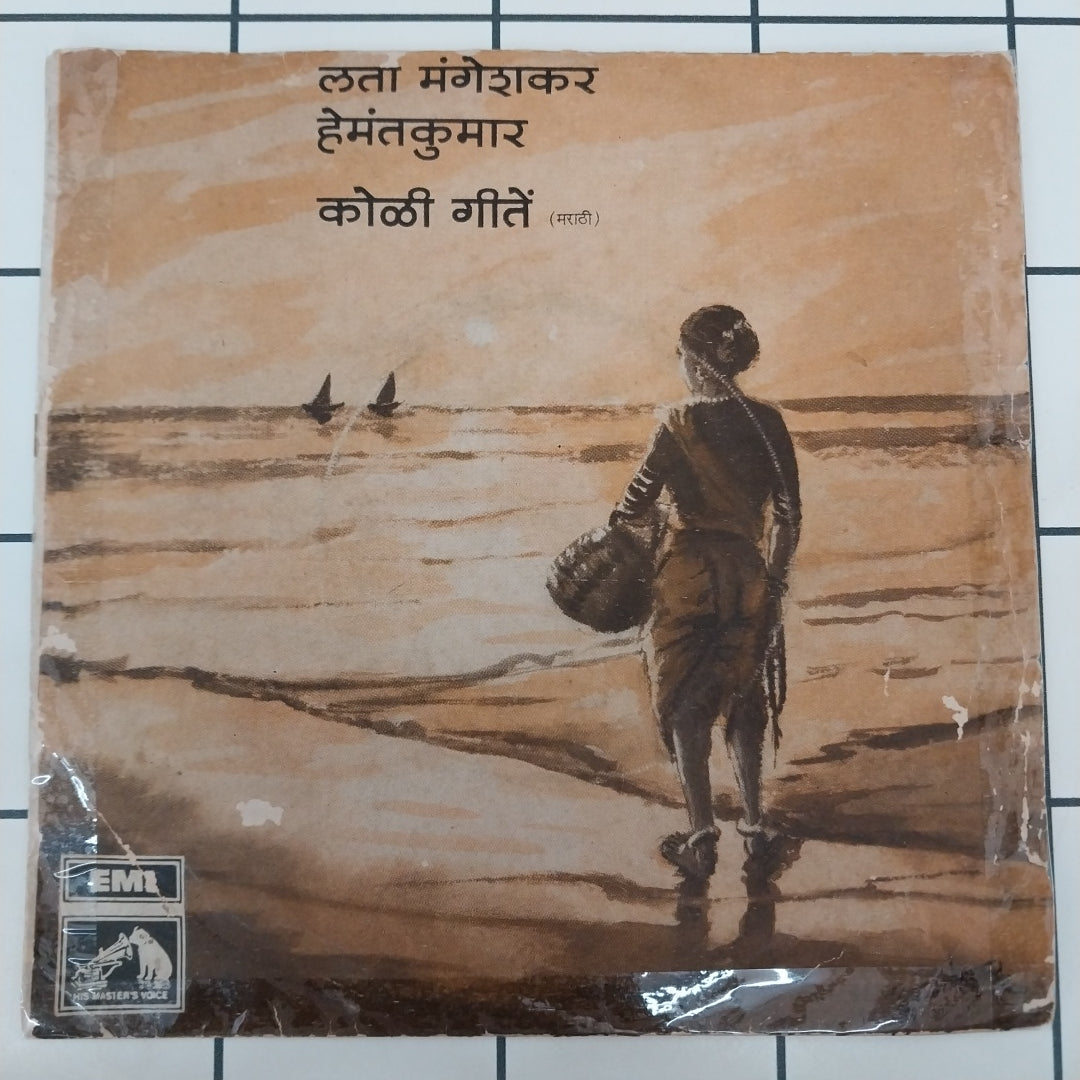 लता मंगेशकर
हेमंतकुमार
कोळी गीतें (मराठी)
EMI
HIS MASTER'S VOICE